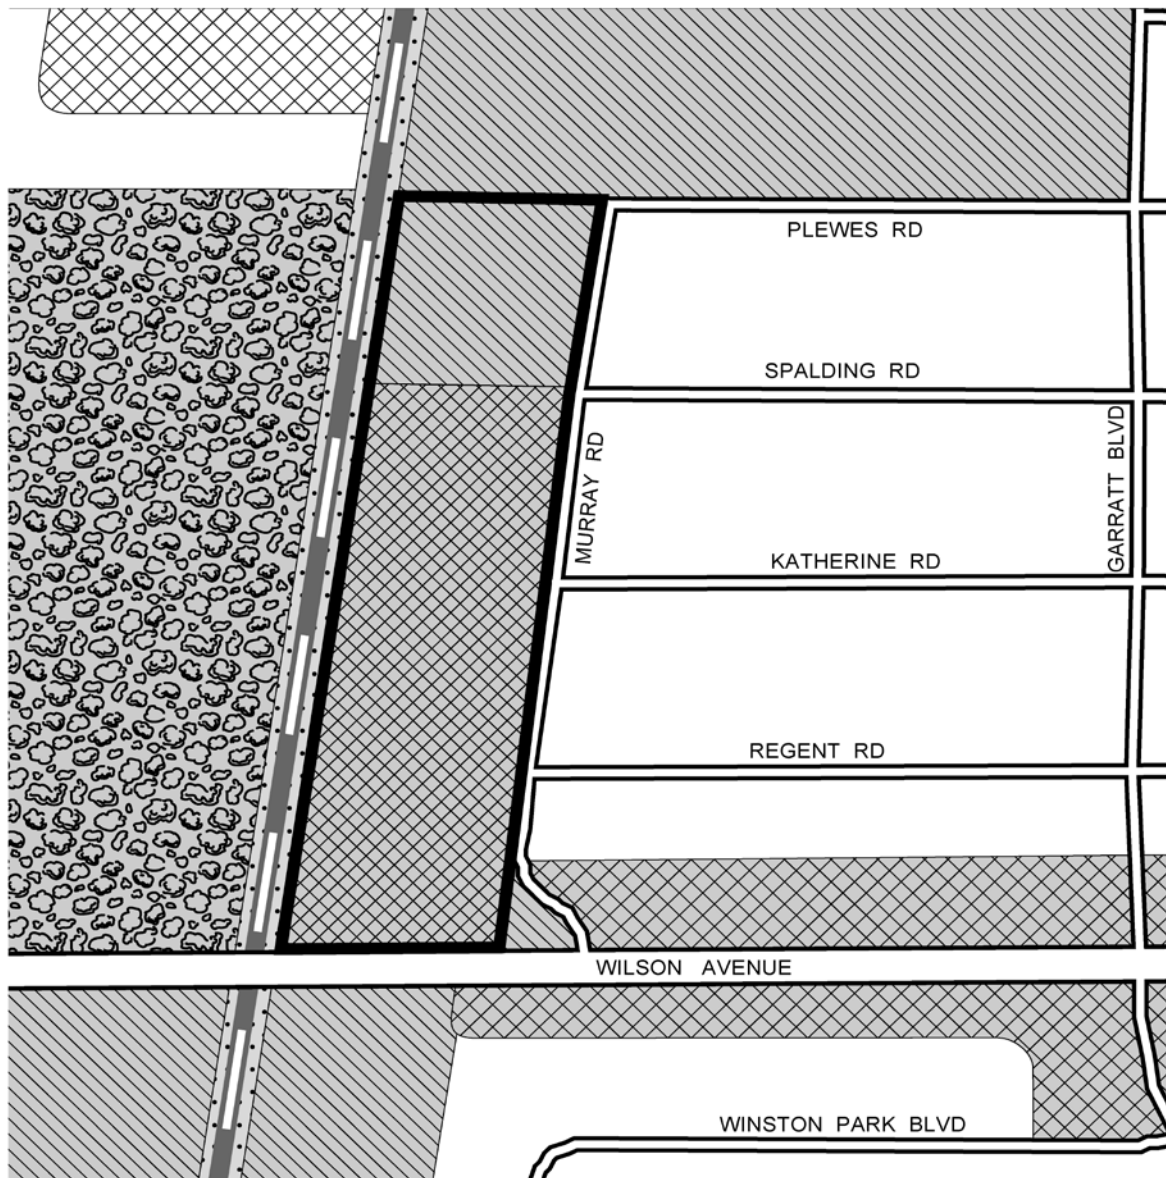 PLEWES RD
SPALDING RD
MURRAY RD
GARRATT BLVD
KATHERINE RD
REGENT RD
WILSON AVENUE
WINSTON PARK BLVD